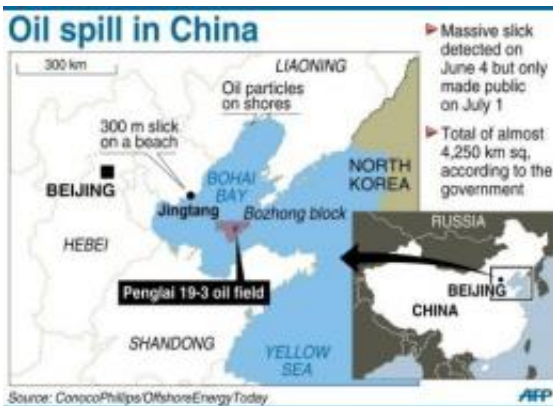 Oil spill in China
300 km
LIAONING
Oil particles
on shores
300 m slick
on a beach
BEIJING
BOHAI
BAY
NORTH
KOREA
Jingtang
Bozhong block
HEBEI
Penglai 19-3 oil field
SHANDONG
YELLOW
SEA
Massive slick
detected on
June 4 but only
made public
on July 1
Total of almost
4,250 km sq,
according to the
government
RUSSIA
BEIJING
CHINA
Source: ConocoPhillips/OffshoreEnergyToday
AFP